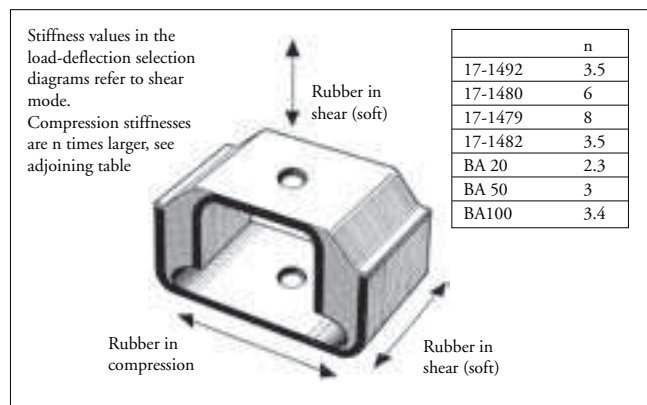 Stiffness values in the
load-deflection selection
diagrams refer to shear
mode.
Compression stiffnesses
are n times larger, see
adjoining table
Rubber in
shear (soft)
n
17-1492 3.5
17-1480 6
17-1479 8
17-1482 3.5
BA 20 2.3
BA 50 3
BA100 3.4
Rubber in
compression
Rubber in
shear (soft)